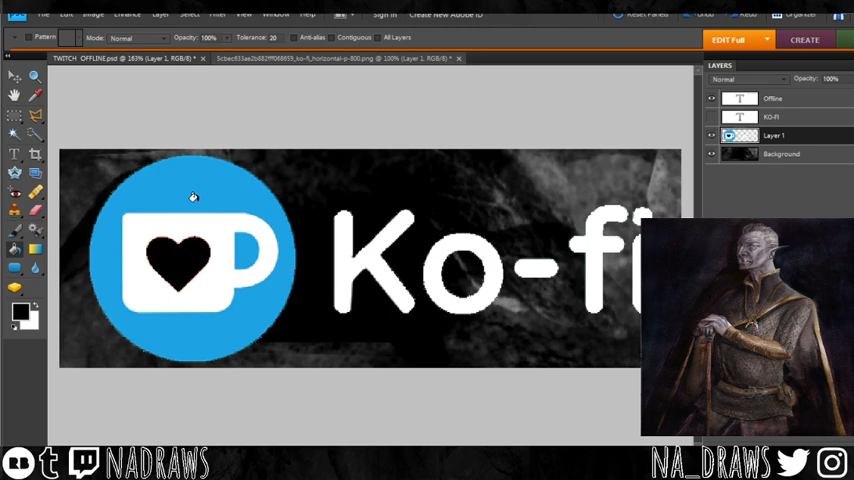 Image Enhance Layer Select Filter View Window Help Sign In Create New Adobe ID Reset Panels Undo Redo Organizer
Pattern Mode: Normal Opacity: 100% Tolerance: 20 Anti-alias Contiguous All Layers EDIT Full CREATE
TWITCH_OFFLINE.psd @ 163% (Layer 1, RGB/8) * × 5cbec633ae2b882fff068659_ko-fi_horizontal-p-800.png @ 100% (Layer 1, RGB/8) * ×
LAYERS
Normal Opacity: 100%
Offline
KO-FI
Layer 1
Background
Ko-fi
NADRAWS
NA_DRAWS